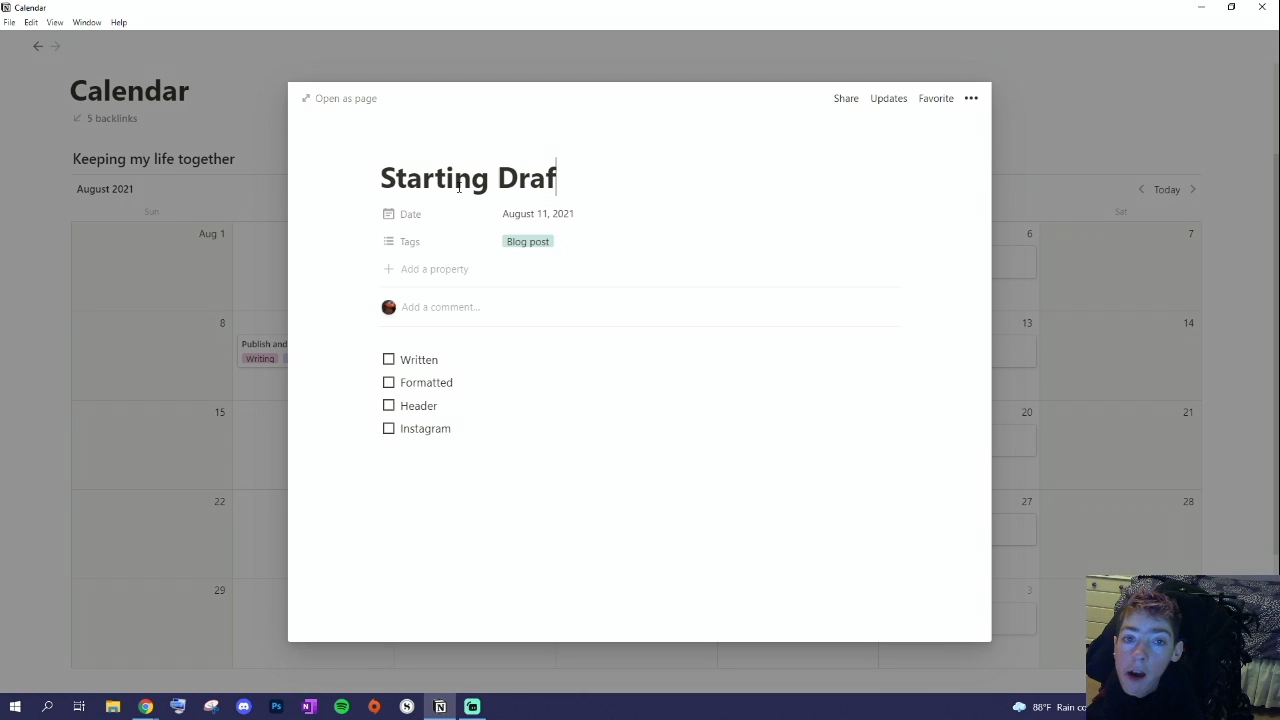 Calendar
File Edit View Window Help
Calendar
5 backlinks
Keeping my life together
August 2021
Today
Sun
Sat
Aug 1
6
7
8
13
14
Publish and
Writing
15
20
21
22
27
28
29
3
Open as page
Share Updates Favorite •••
Starting Draf
Date August 11, 2021
Tags Blog post
Add a property
Add a comment...
Written
Formatted
Header
Instagram
88°F Rain co